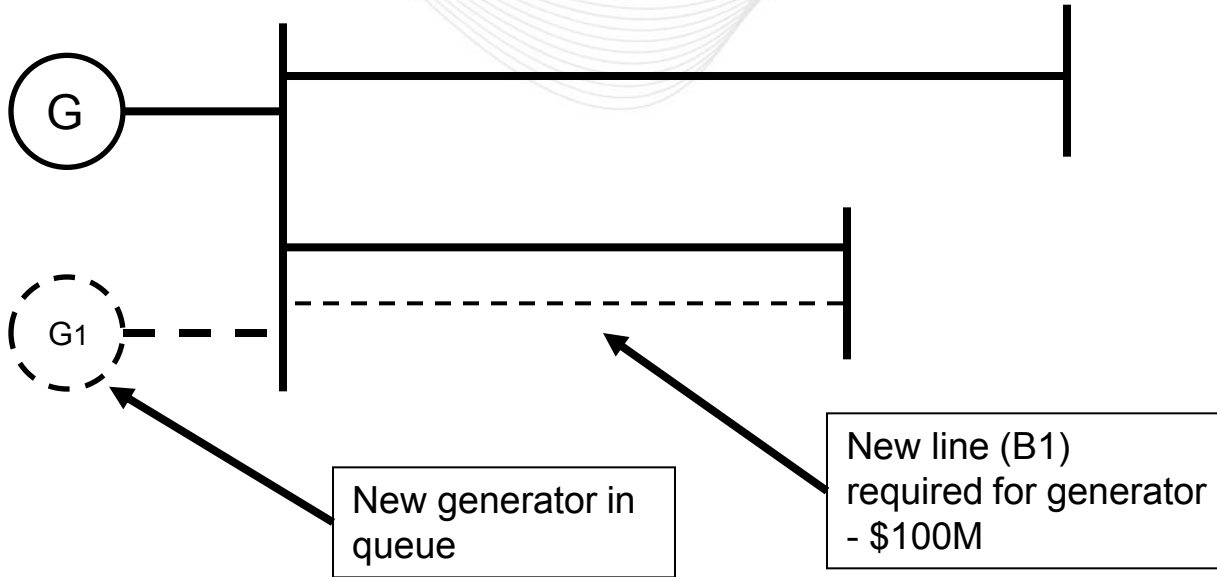 G
G1
New generator in
queue
New line (B1)
required for generator
- $100M